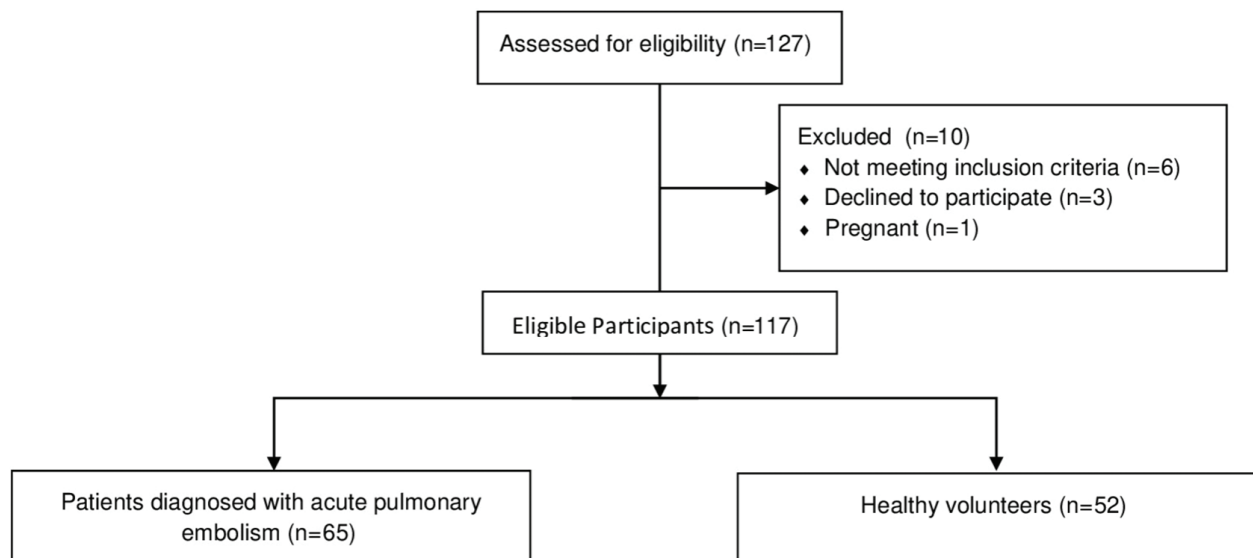 Assessed for eligibility (n=127)
Excluded  (n=10)
♦ Not meeting inclusion criteria (n=6)
♦ Declined to participate (n=3)
♦ Pregnant (n=1)
Eligible Participants (n=117)
Patients diagnosed with acute pulmonary
embolism (n=65)
Healthy volunteers (n=52)